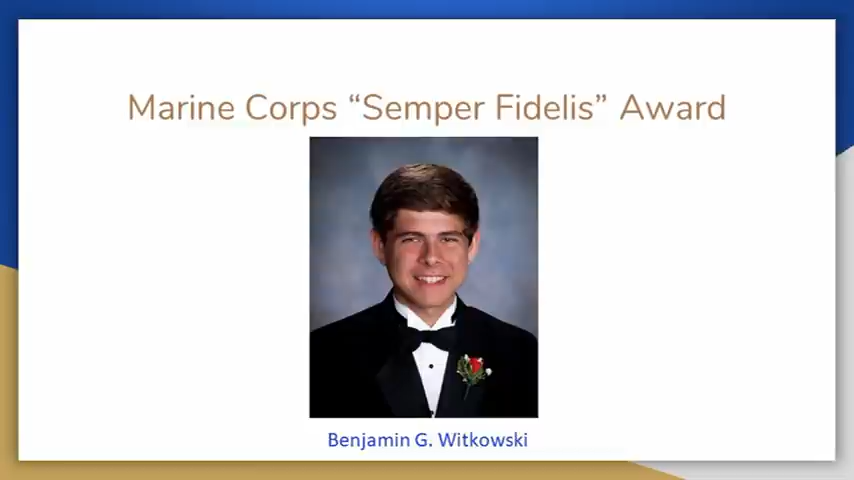 Marine Corps “Semper Fidelis” Award
Benjamin G. Witkowski